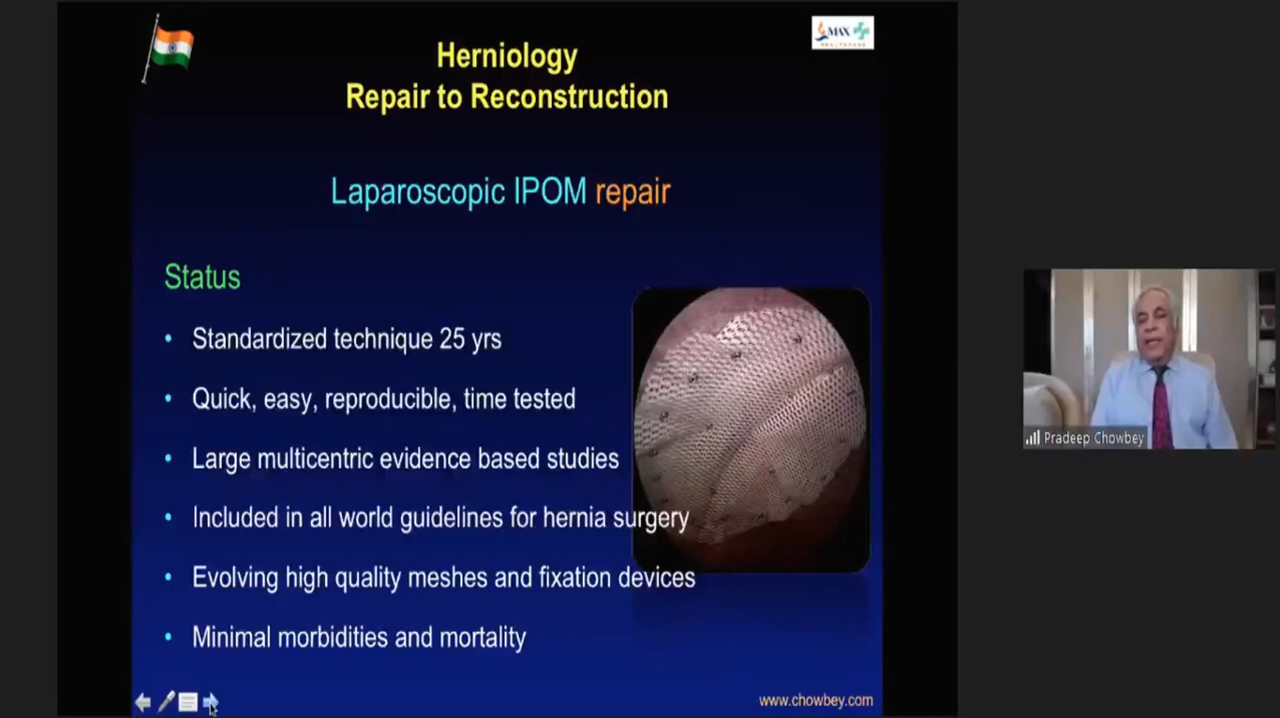 Herniology
Repair to Reconstruction
MAX
HEALTHCARE
Laparoscopic IPOM repair
Status
• Standardized technique 25 yrs
• Quick, easy, reproducible, time tested
• Large multicentric evidence based studies
• Included in all world guidelines for hernia surgery
• Evolving high quality meshes and fixation devices
• Minimal morbidities and mortality
www.chowbey.com
Pradeep Chowbey